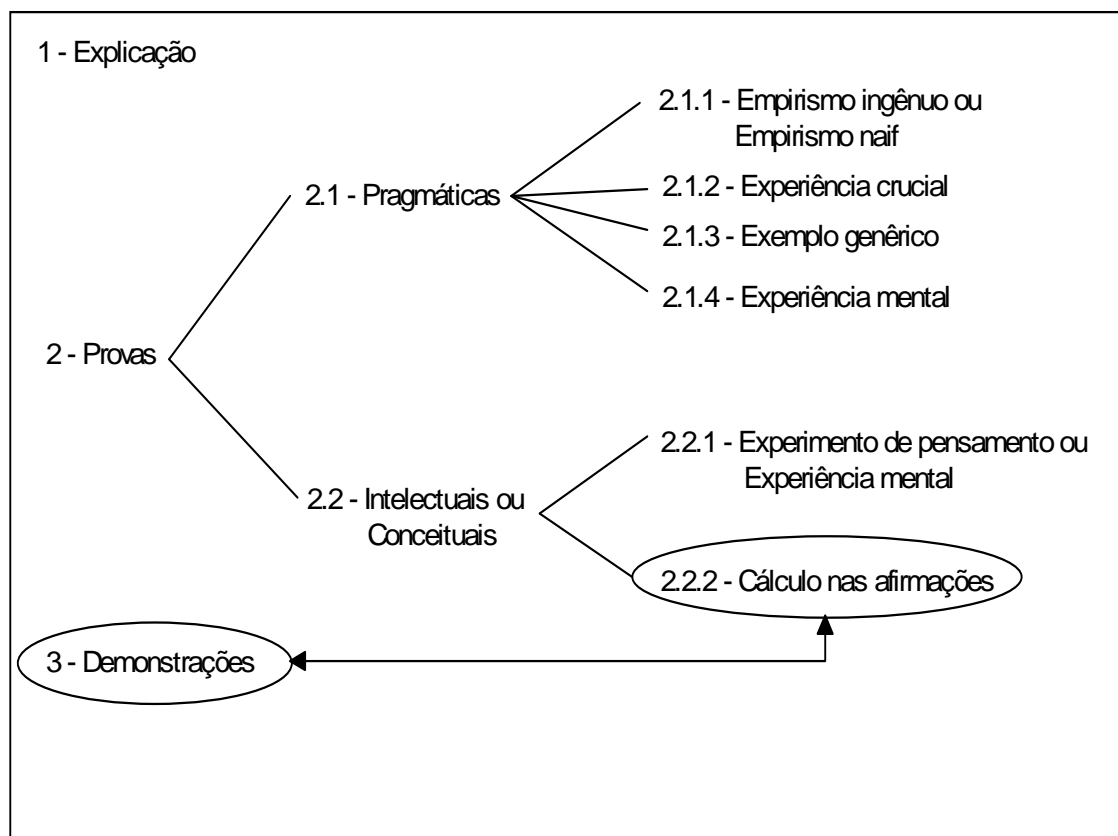 1 - Explicação
2.1.1 - Empirismo ingênuo ou
Empirismo naif
2.1 - Pragmáticas
2.1.2 - Experiência crucial
2.1.3 - Exemplo genêrico
2.1.4 - Experiência mental
2 - Provas
2.2.1 - Experimento de pensamento ou
Experiência mental
2.2 - Intelectuais ou
Conceituais
2.2.2 - Cálculo nas afirmações
3 - Demonstrações